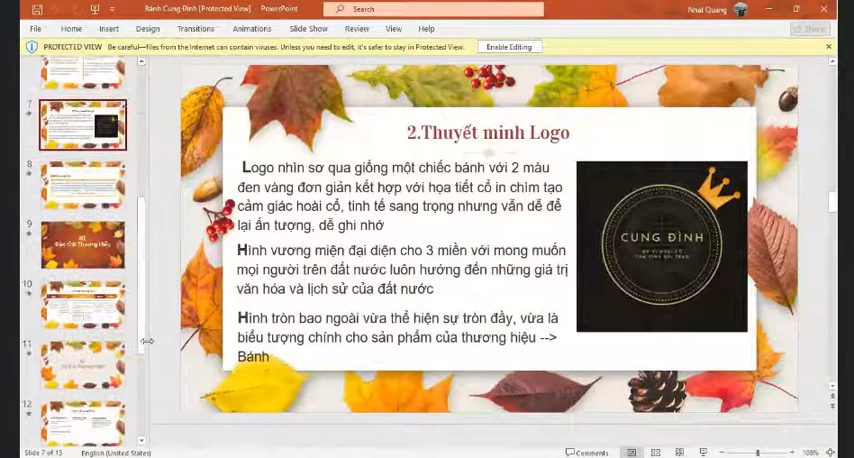 Bánh Cung Đình [Protected View] - PowerPoint
Search
Nhat Quang
File Home Insert Design Transitions Animations Slide Show Review View Help
Share
PROTECTED VIEW Be careful—files from the Internet can contain viruses. Unless you need to edit, it's safer to stay in Protected View.
Enable Editing
7
8
9
10
11
12
2.Thuyết minh Logo
Logo nhìn sơ qua giống một chiếc bánh với 2 màu
đen vàng đơn giản kết hợp với họa tiết cổ in chìm tạo
cảm giác hoài cổ, tinh tế sang trọng nhưng vẫn dễ để
lại ấn tượng, dễ ghi nhớ
Hình vương miện đại diện cho 3 miền với mong muốn
mọi người trên đất nước luôn hướng đến những giá trị
văn hóa và lịch sử của đất nước
Hình tròn bao ngoài vừa thể hiện sự tròn đầy, vừa là
biểu tượng chính cho sản phẩm của thương hiệu -->
Bánh
CUNG ĐÌNH
Slide 7 of 15
English (United States)
Comments
106%